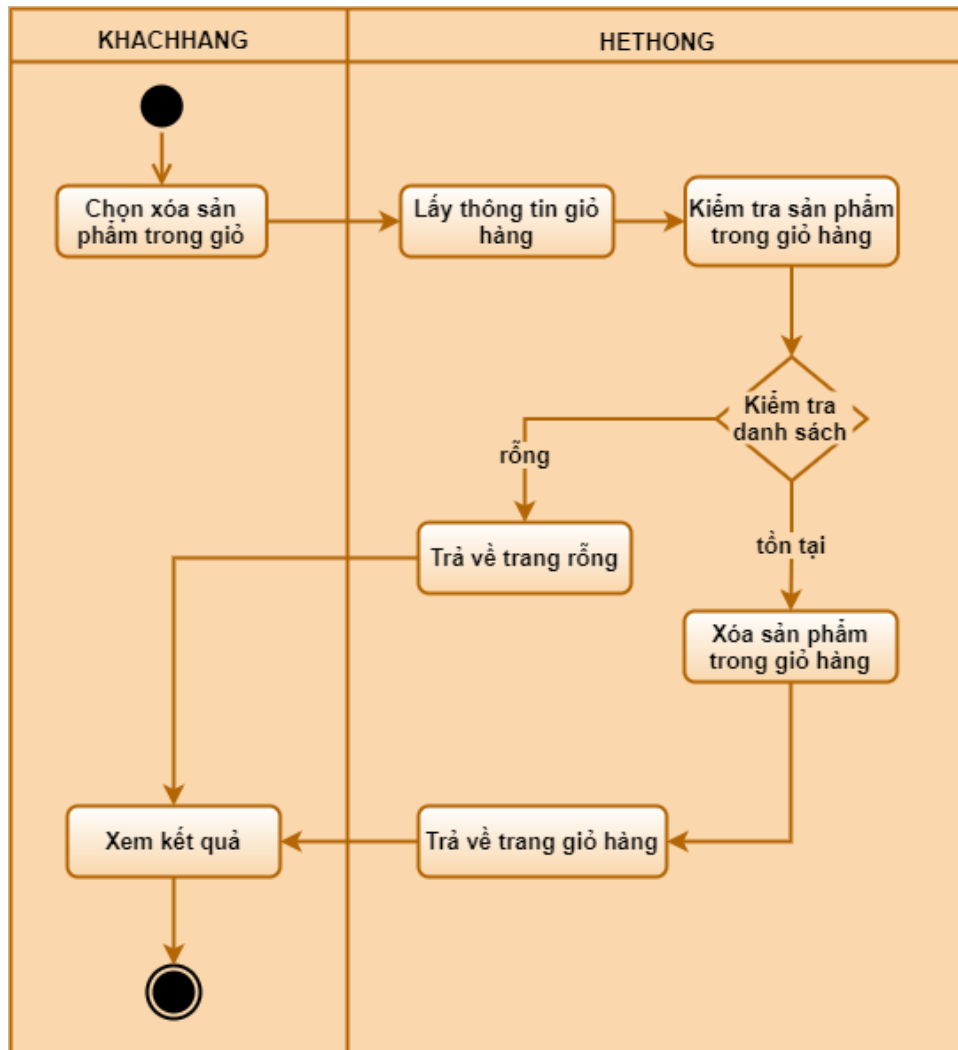 KHACHHANG
HETHONG
Chọn xóa sản
phẩm trong giỏ
Lấy thông tin giỏ
hàng
Kiểm tra sản phẩm
trong giỏ hàng
Kiểm tra
danh sách
rỗng
Trả về trang rỗng
tồn tại
Xóa sản phẩm
trong giỏ hàng
Xem kết quả
Trả về trang giỏ hàng